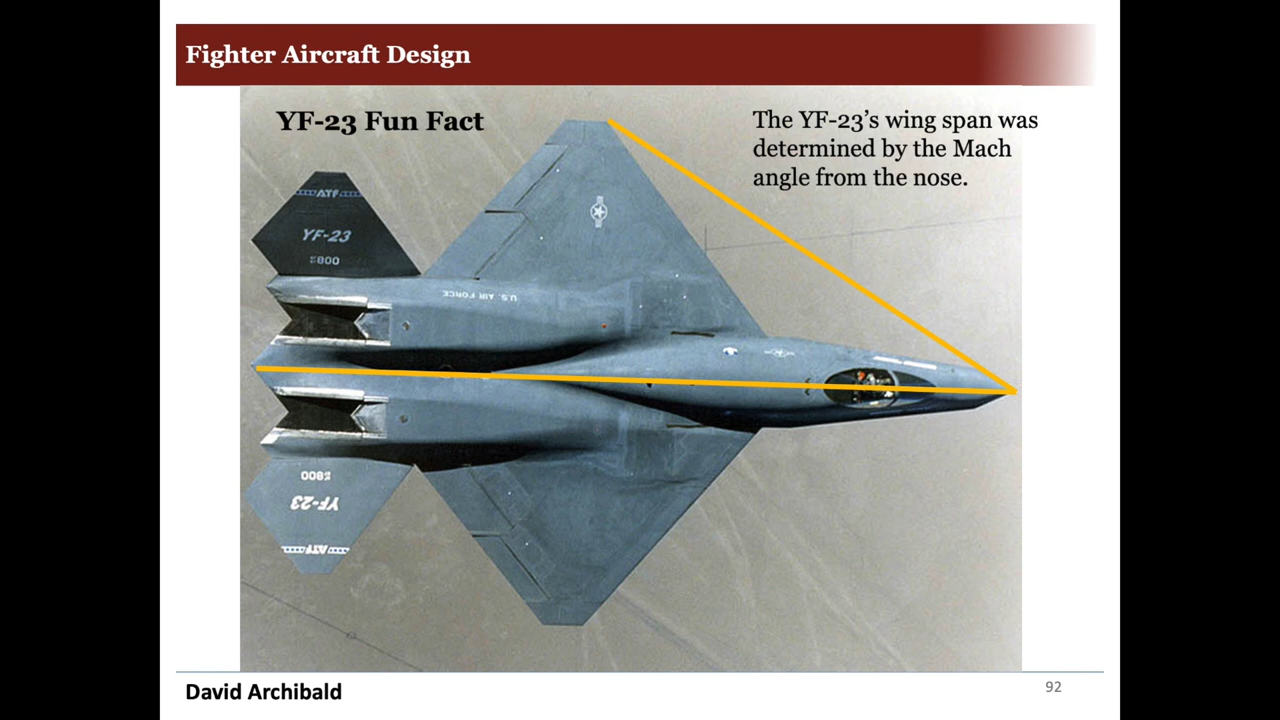 Fighter Aircraft Design
YF-23 Fun Fact
The YF-23’s wing span was
determined by the Mach
angle from the nose.
ATF
YF-23
800
U.S. AIR FORCE
800
YF-23
ATF
David Archibald
92